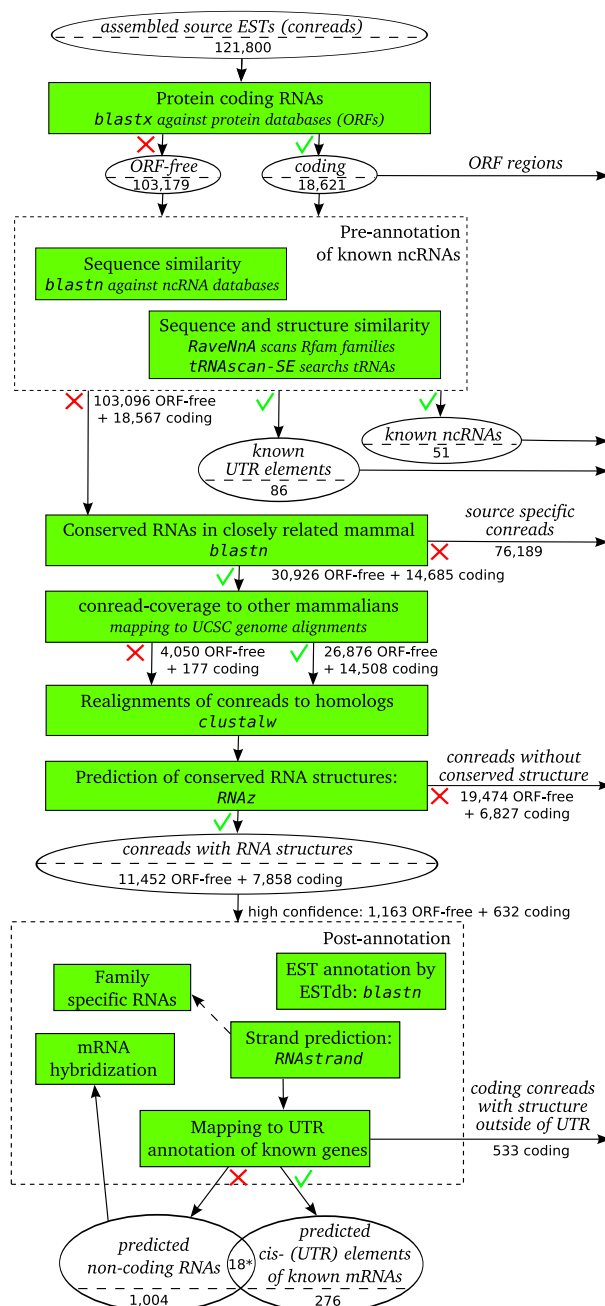 assembled source ESTs (conreads)
121,800
Protein coding RNAs
blastx against protein databases (ORFs)
ORF-free
103,179
coding
18,621
ORF regions
Pre-annotation
of known ncRNAs
Sequence similarity
blastn against ncRNA databases
Sequence and structure similarity
RaveNnA scans Rfam families
tRNAscan-SE searchs tRNAs
103,096 ORF-free
+ 18,567 coding
known ncRNAs
51
known
UTR elements
86
Conserved RNAs in closely related mammal
blastn
source specific
conreads
76,189
30,926 ORF-free + 14,685 coding
conread-coverage to other mammalians
mapping to UCSC genome alignments
4,050 ORF-free
+ 177 coding
26,876 ORF-free
+ 14,508 coding
Realignments of conreads to homologs
clustalw
Prediction of conserved RNA structures:
RNAz
conreads without
conserved structure
19,474 ORF-free
+ 6,827 coding
conreads with RNA structures
11,452 ORF-free + 7,858 coding
high confidence: 1,163 ORF-free + 632 coding
Post-annotation
EST annotation by
ESTdb: blastn
Family
specific RNAs
Strand prediction:
RNAstrand
mRNA
hybridization
Mapping to UTR
annotation of known genes
coding conreads
with structure
outside of UTR
533 coding
predicted
non-coding RNAs
1,004
18*
predicted
cis- (UTR) elements
of known mRNAs
276